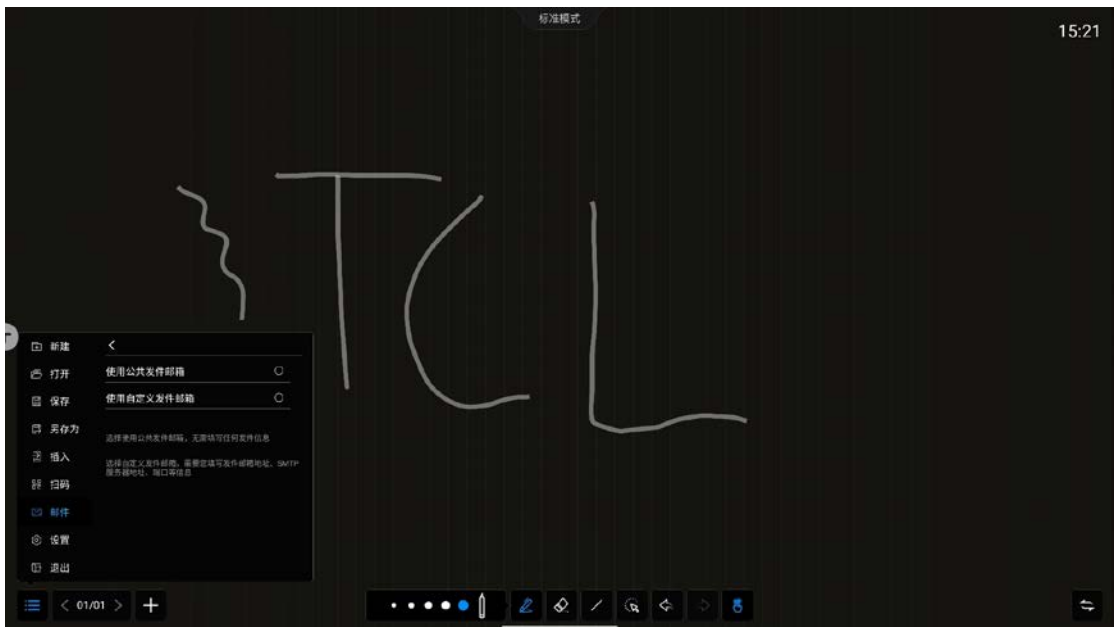 标准模式
15:21
TCL
新建
打开
保存
另存为
插入
扫码
邮件
设置
退出
使用公共发件邮箱
使用自定义发件邮箱
选择使用公共发件邮箱，无需填写任何发件信息
选择自定义发件邮箱，需要您填写发件邮箱地址、SMTP
服务器地址、端口等信息
01/01